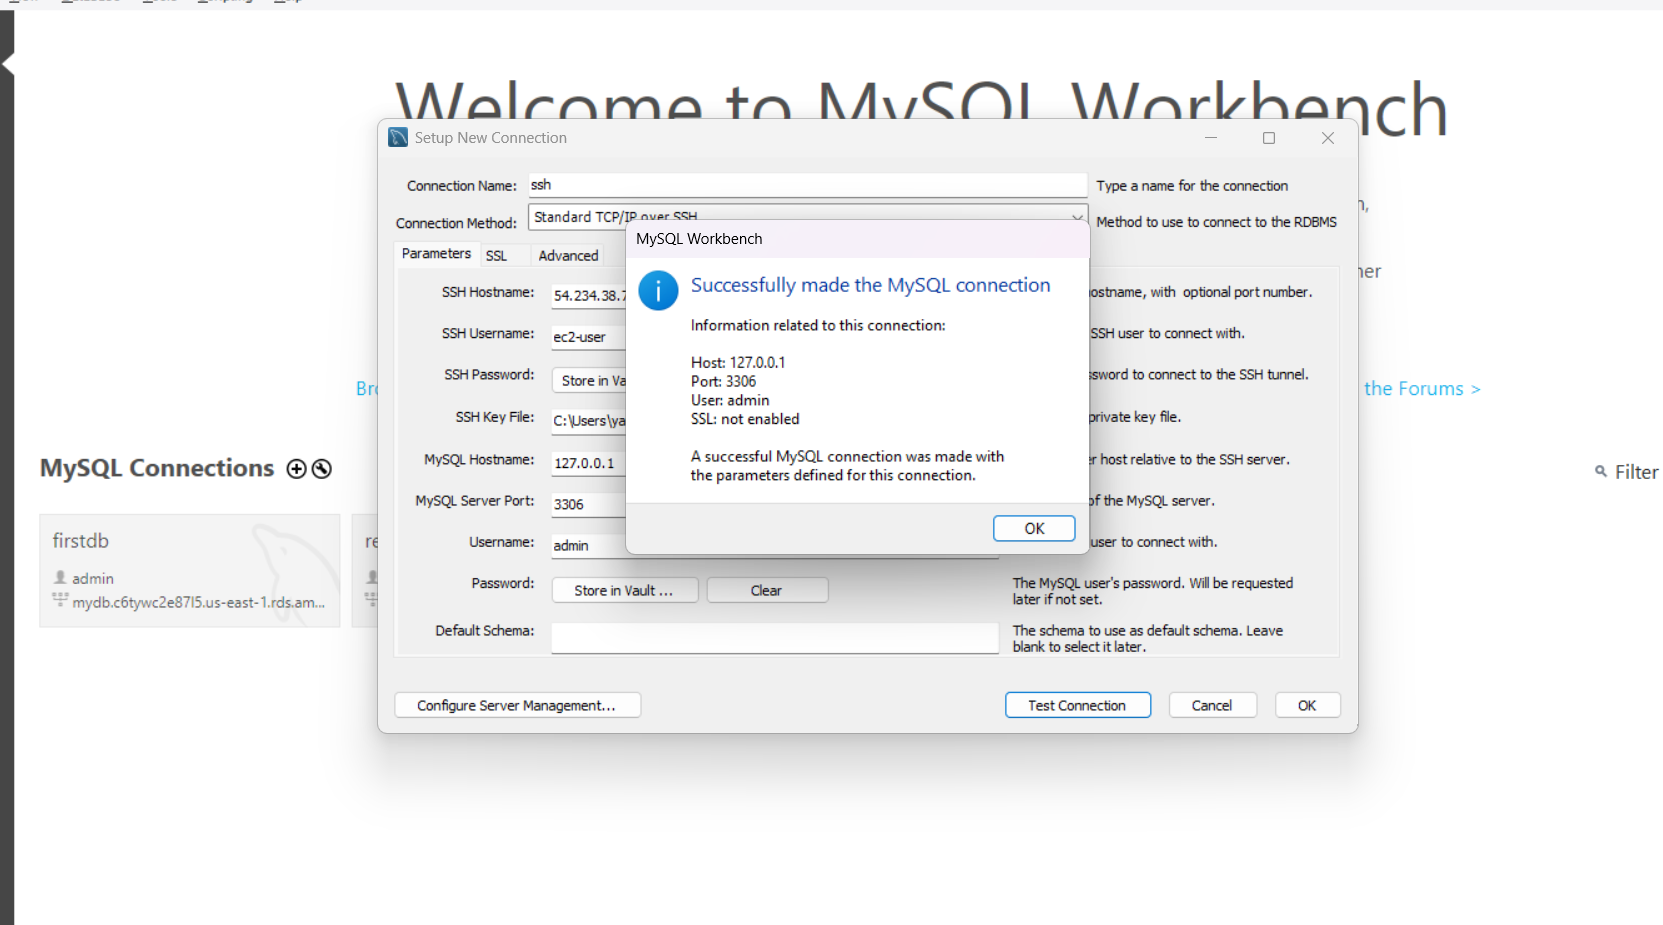 Welcome to MySQL Workbench
Setup New Connection
Connection Name:
ssh
Type a name for the connection
Connection Method:
Standard TCP/IP over SSH
Method to use to connect to the RDBMS
MySQL Workbench
Parameters
SSL
Advanced
Successfully made the MySQL connection
Information related to this connection:
Host: 127.0.0.1
Port: 3306
User: admin
SSL: not enabled
A successful MySQL connection was made with
the parameters defined for this connection.
OK
SSH Hostname:
54.234.38.
with optional port number.
SSH Username:
ec2-user
SSH user to connect with.
SSH Password:
Store in
to connect to the SSH tunnel.
SSH Key File:
C:\Users\ya
private key file.
MySQL Hostname:
127.0.0.1
host relative to the SSH server.
MySQL Server Port:
3306
of the MySQL server.
Username:
admin
user to connect with.
Password:
Store in Vault ...
Clear
The MySQL user's password. Will be requested
later if not set.
Default Schema:
The schema to use as default schema. Leave
blank to select it later.
Configure Server Management...
Test Connection
Cancel
OK
the Forums >
MySQL Connections
Filter
firstdb
admin
mydb.c6tywc2e87l5.us-east-1.rds.am...